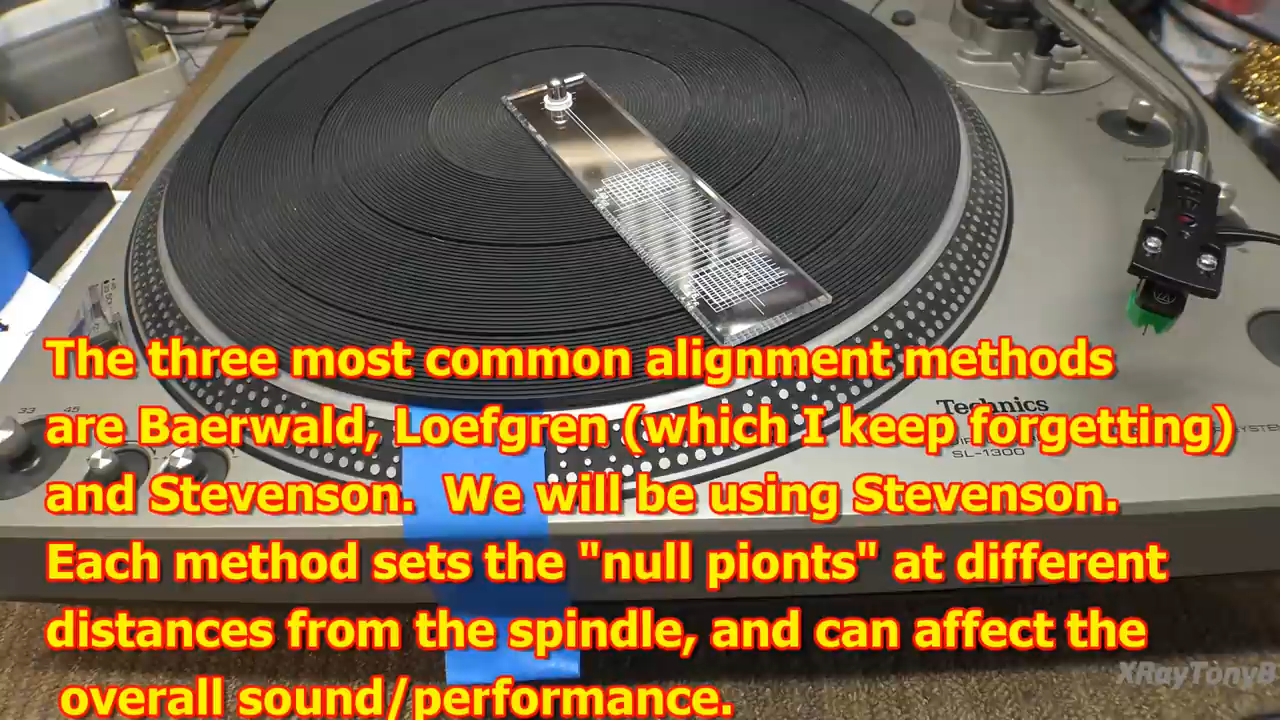 The three most common alignment methods
are Baerwald, Loefgren (which I keep forgetting)
and Stevenson.  We will be using Stevenson.
Each method sets the "null pionts" at different
distances from the spindle, and can affect the
overall sound/performance.
Technics
SL-1300
33 45
XRayTonyB